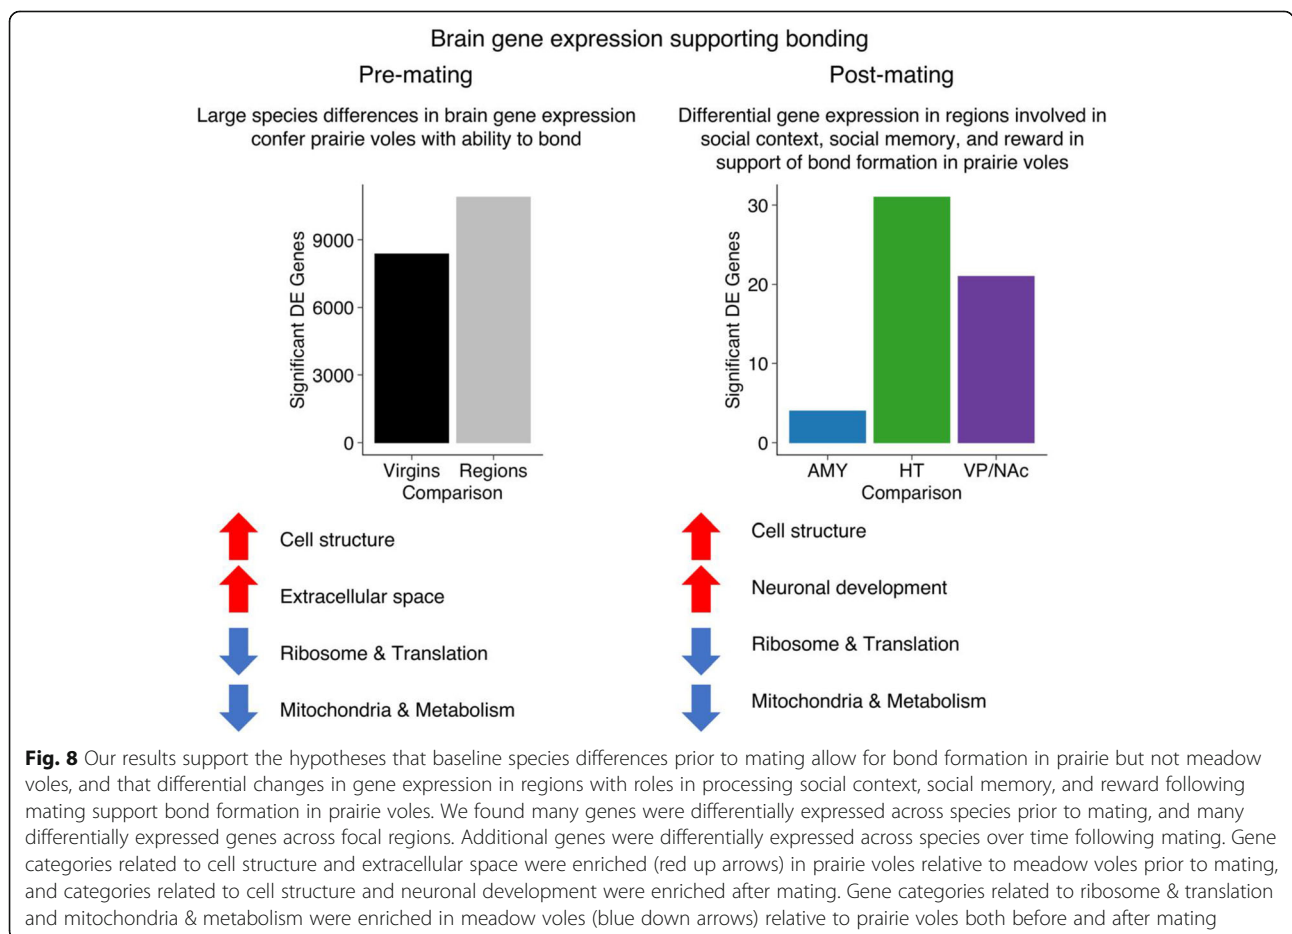 Brain gene expression supporting bonding
Pre-mating
Large species differences in brain gene expression
confer prairie voles with ability to bond
Significant DE Genes
9000
6000
3000
0
Virgins
Regions
Comparison
Cell structure
Extracellular space
Ribosome & Translation
Mitochondria & Metabolism
Post-mating
Differential gene expression in regions involved in
social context, social memory, and reward in
support of bond formation in prairie voles
Significant DE Genes
30
20
10
0
AMY
HT
VP/NAc
Comparison
Cell structure
Neuronal development
Ribosome & Translation
Mitochondria & Metabolism
Fig. 8 Our results support the hypotheses that baseline species differences prior to mating allow for bond formation in prairie but not meadow
voles, and that differential changes in gene expression in regions with roles in processing social context, social memory, and reward following
mating support bond formation in prairie voles. We found many genes were differentially expressed across species prior to mating, and many
differentially expressed genes across focal regions. Additional genes were differentially expressed across species over time following mating. Gene
categories related to cell structure and extracellular space were enriched (red up arrows) in prairie voles relative to meadow voles prior to mating,
and categories related to cell structure and neuronal development were enriched after mating. Gene categories related to ribosome & translation
and mitochondria & metabolism were enriched in meadow voles (blue down arrows) relative to prairie voles both before and after mating